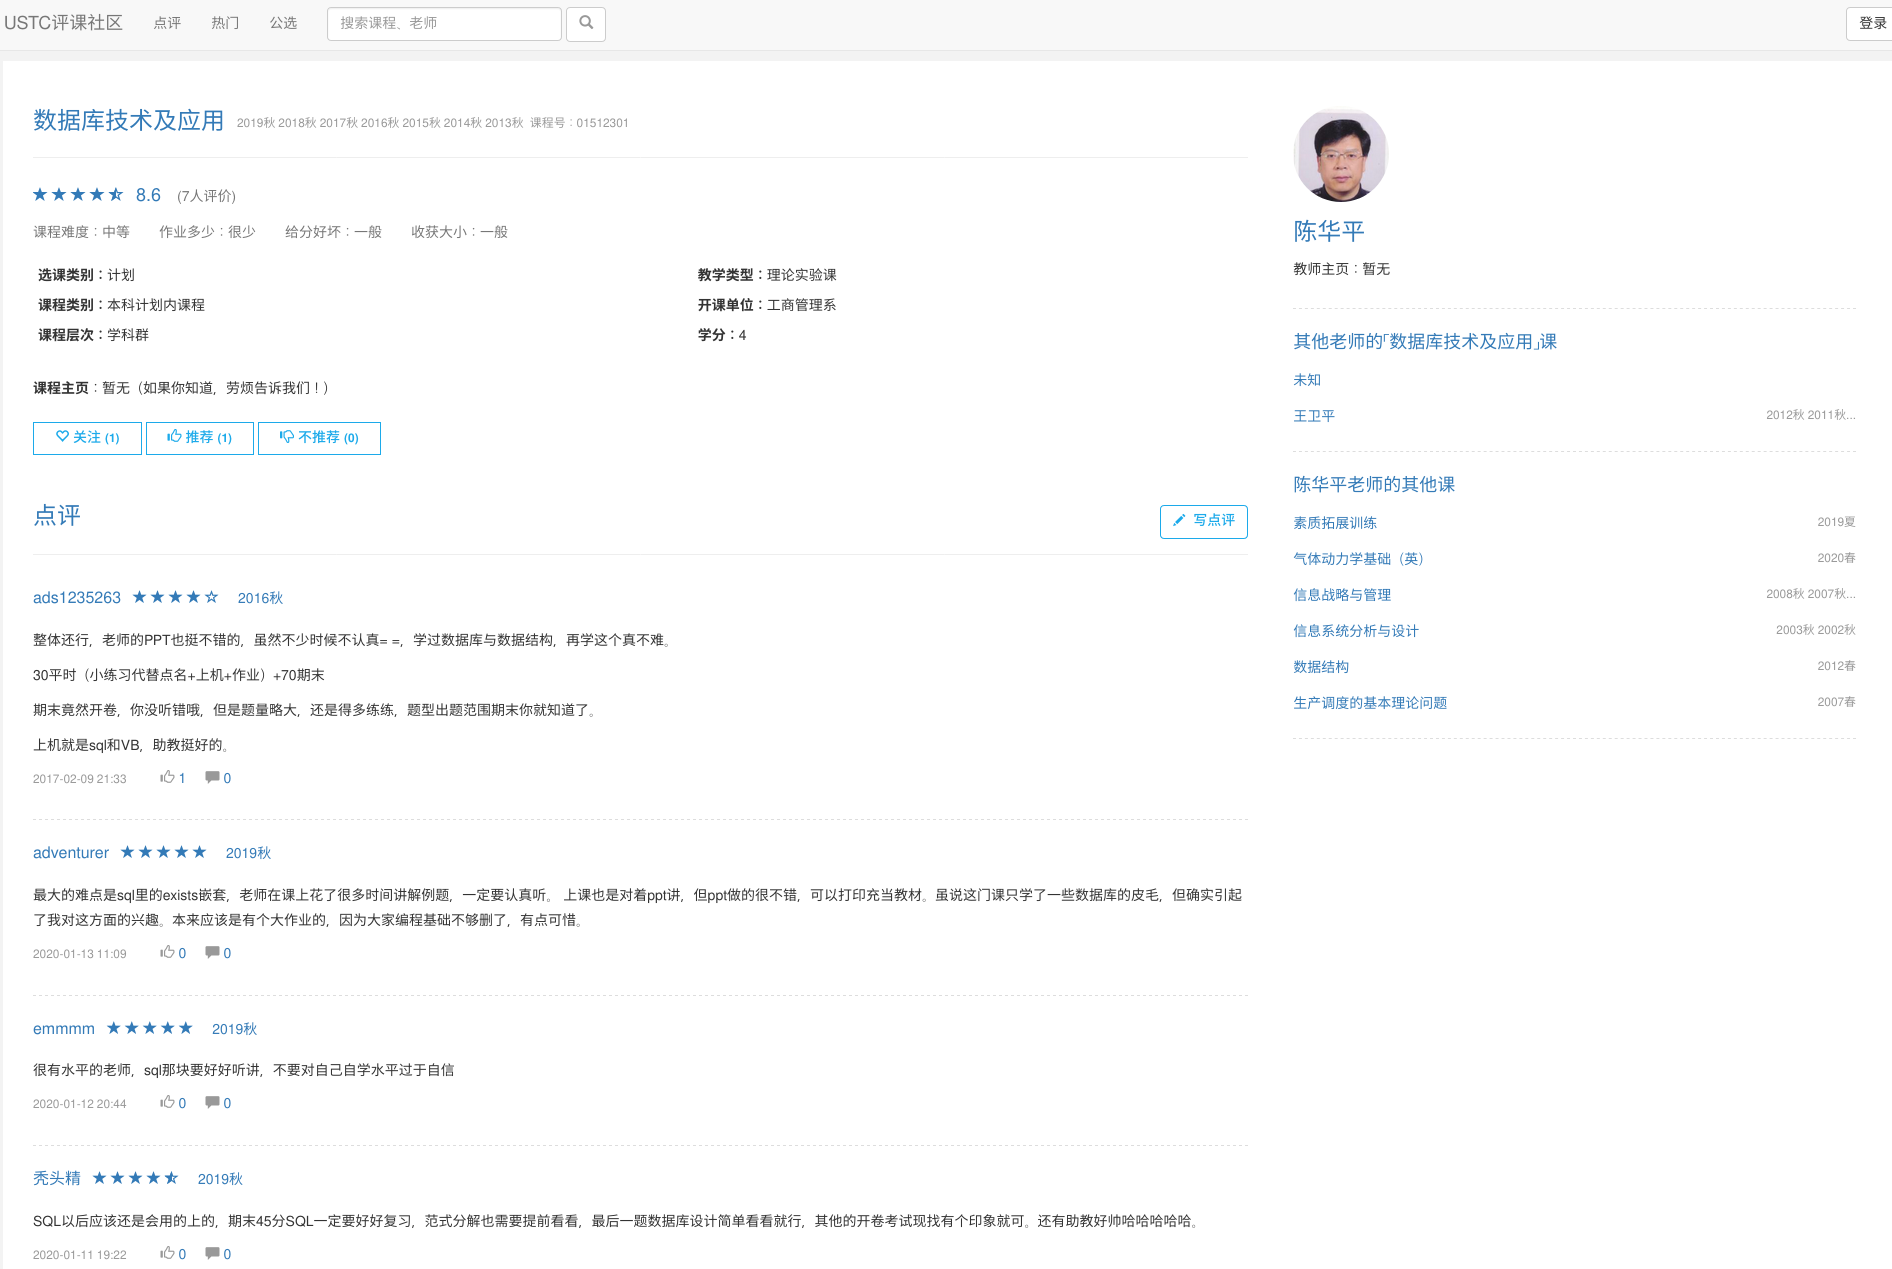 USTC评课社区 点评 热门 公选 搜索课程、老师 登录
数据库技术及应用 2019秋 2018秋 2017秋 2016秋 2015秋 2014秋 2013秋 课程号：01512301
8.6 (7人评价)
课程难度：中等 作业多少：很少 给分好坏：一般 收获大小：一般
选课类别：计划 教学类型：理论实验课
课程类别：本科计划内课程 开课单位：工商管理系
课程层次：学科群 学分：4
课程主页：暂无（如果你知道，劳烦告诉我们！）
关注 (1) 推荐 (1) 不推荐 (0)
点评 写点评
ads1235263 ★★★★☆ 2016秋
整体还行，老师的PPT也挺不错的，虽然不少时候不认真= =，学过数据库与数据结构，再学这个真不难。
30平时（小练习代替点名+上机+作业）+70期末
期末竟然开卷，你没听错哦，但是题量略大，还是得多练练，题型出题范围期末你就知道了。
上机就是sql和VB，助教挺好的。
2017-02-09 21:33 1 0
adventurer ★★★★★ 2019秋
最大的难点是sql里的exists嵌套，老师在课上花了很多时间讲解例题，一定要认真听。 上课也是对着ppt讲，但ppt做的很不错，可以打印充当教材。虽说这门课只学了一些数据库的皮毛，但确实引起
了我对这方面的兴趣。本来应该是有个大作业的，因为大家编程基础不够删了，有点可惜。
2020-01-13 11:09 0 0
emmmm ★★★★★ 2019秋
很有水平的老师，sql那块要好好听讲，不要对自己自学水平过于自信
2020-01-12 20:44 0 0
秃头精 2019秋
SQL以后应该还是会用的上的，期末45分SQL一定要好好复习，范式分解也需要提前看看，最后一题数据库设计简单看看就行，其他的开卷考试现找有个印象就可。还有助教好帅哈哈哈哈哈。
2020-01-11 19:22 0 0
陈华平
教师主页：暂无
其他老师的「数据库技术及应用」课
未知
王卫平 2012秋 2011秋...
陈华平老师的其他课
素质拓展训练 2019夏
气体动力学基础（英） 2020春
信息战略与管理 2008秋 2007秋...
信息系统分析与设计 2003秋 2002秋
数据结构 2012春
生产调度的基本理论问题 2007春